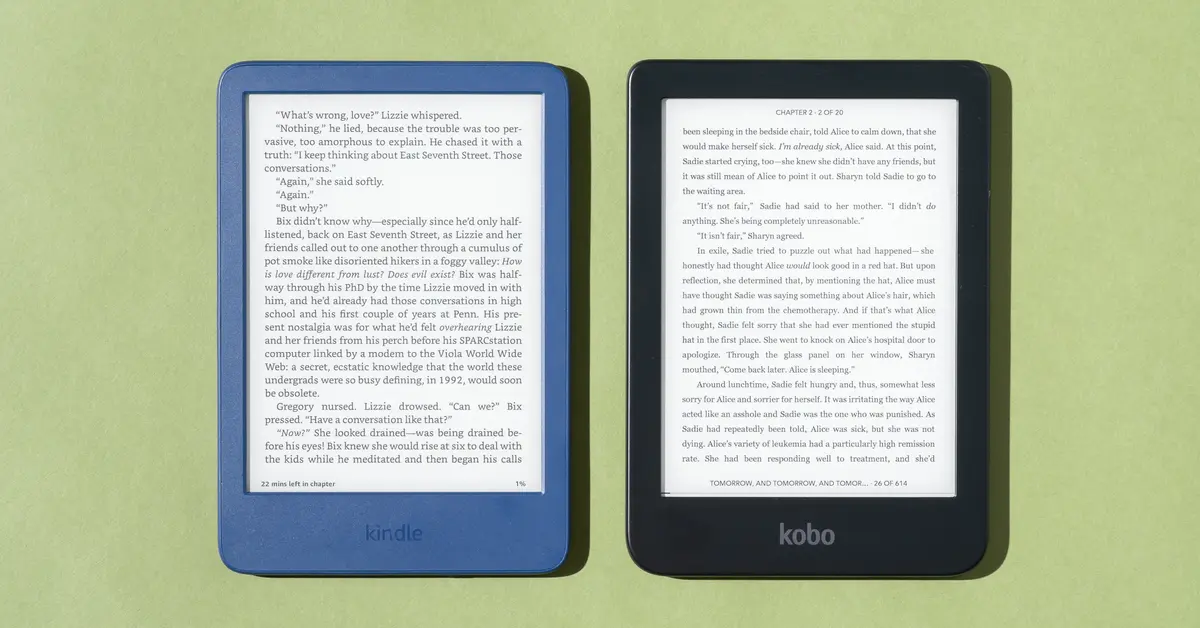 “What’s wrong, love?” Lizzie whispered.
“Nothing,” he lied, because the trouble was too per-
vasive, too amorphous to explain. He chased it with a
truth: “I keep thinking about East Seventh Street. Those
conversations.”
“Again,” she said softly.
“Again.”
“But why?”
Bix didn’t know why—especially since he’d only half-
listened, back on East Seventh Street, as Lizzie and her
friends called out to one another through a cumulus of
pot smoke like disoriented hikers in a foggy valley: How
is love different from lust? Does evil exist? Bix was half-
way through his PhD by the time Lizzie moved in with
him, and he’d already had those conversations in high
school and his first couple of years at Penn. His pre-
sent nostalgia was for what he’d felt overhearing Lizzie
and her friends from his perch before his SPARCstation
computer linked by a modem to the Viola World Wide
Web: a secret, ecstatic knowledge that the world these
undergrads were so busy defining, in 1992, would soon
be obsolete.
Gregory nursed. Lizzie drowsed. “Can we?” Bix
pressed. “Have a conversation like that?”
“Now?” She looked drained—was being drained be-
fore his eyes! Bix knew she would rise at six to deal with
the kids while he meditated and then began his calls
22 mins left in chapter 1%
kindle
CHAPTER 2 · 2 OF 20
been sleeping in the bedside chair, told Alice to calm down, that she
would make herself sick. I’m already sick, Alice said. At this point,
Sadie started crying, too—she knew she didn’t have any friends, but
it was still mean of Alice to point it out. Sharyn told Sadie to go to
the waiting area.
“It’s not fair,” Sadie had said to her mother. “I didn’t do
anything. She’s being completely unreasonable.”
“It isn’t fair,” Sharyn agreed.
In exile, Sadie tried to puzzle out what had happened—she
honestly had thought Alice would look good in a red hat. But upon
reflection, she determined that, by mentioning the hat, Alice must
have thought Sadie was saying something about Alice’s hair, which
had grown thin from the chemotherapy. And if that’s what Alice
thought, Sadie felt sorry that she had ever mentioned the stupid
hat in the first place. She went to knock on Alice’s hospital door to
apologize. Through the glass panel on her window, Sharyn
mouthed, “Come back later. Alice is sleeping.”
Around lunchtime, Sadie felt hungry and, thus, somewhat less
sorry for Alice and sorrier for herself. It was irritating the way Alice
acted like an asshole and Sadie was the one who was punished. As
Sadie had repeatedly been told, Alice was sick, but she was not
dying. Alice’s variety of leukemia had a particularly high remission
rate. She had been responding well to treatment, and she’d
TOMORROW, AND TOMORROW, AND TOMOR... · 26 OF 614
kobo